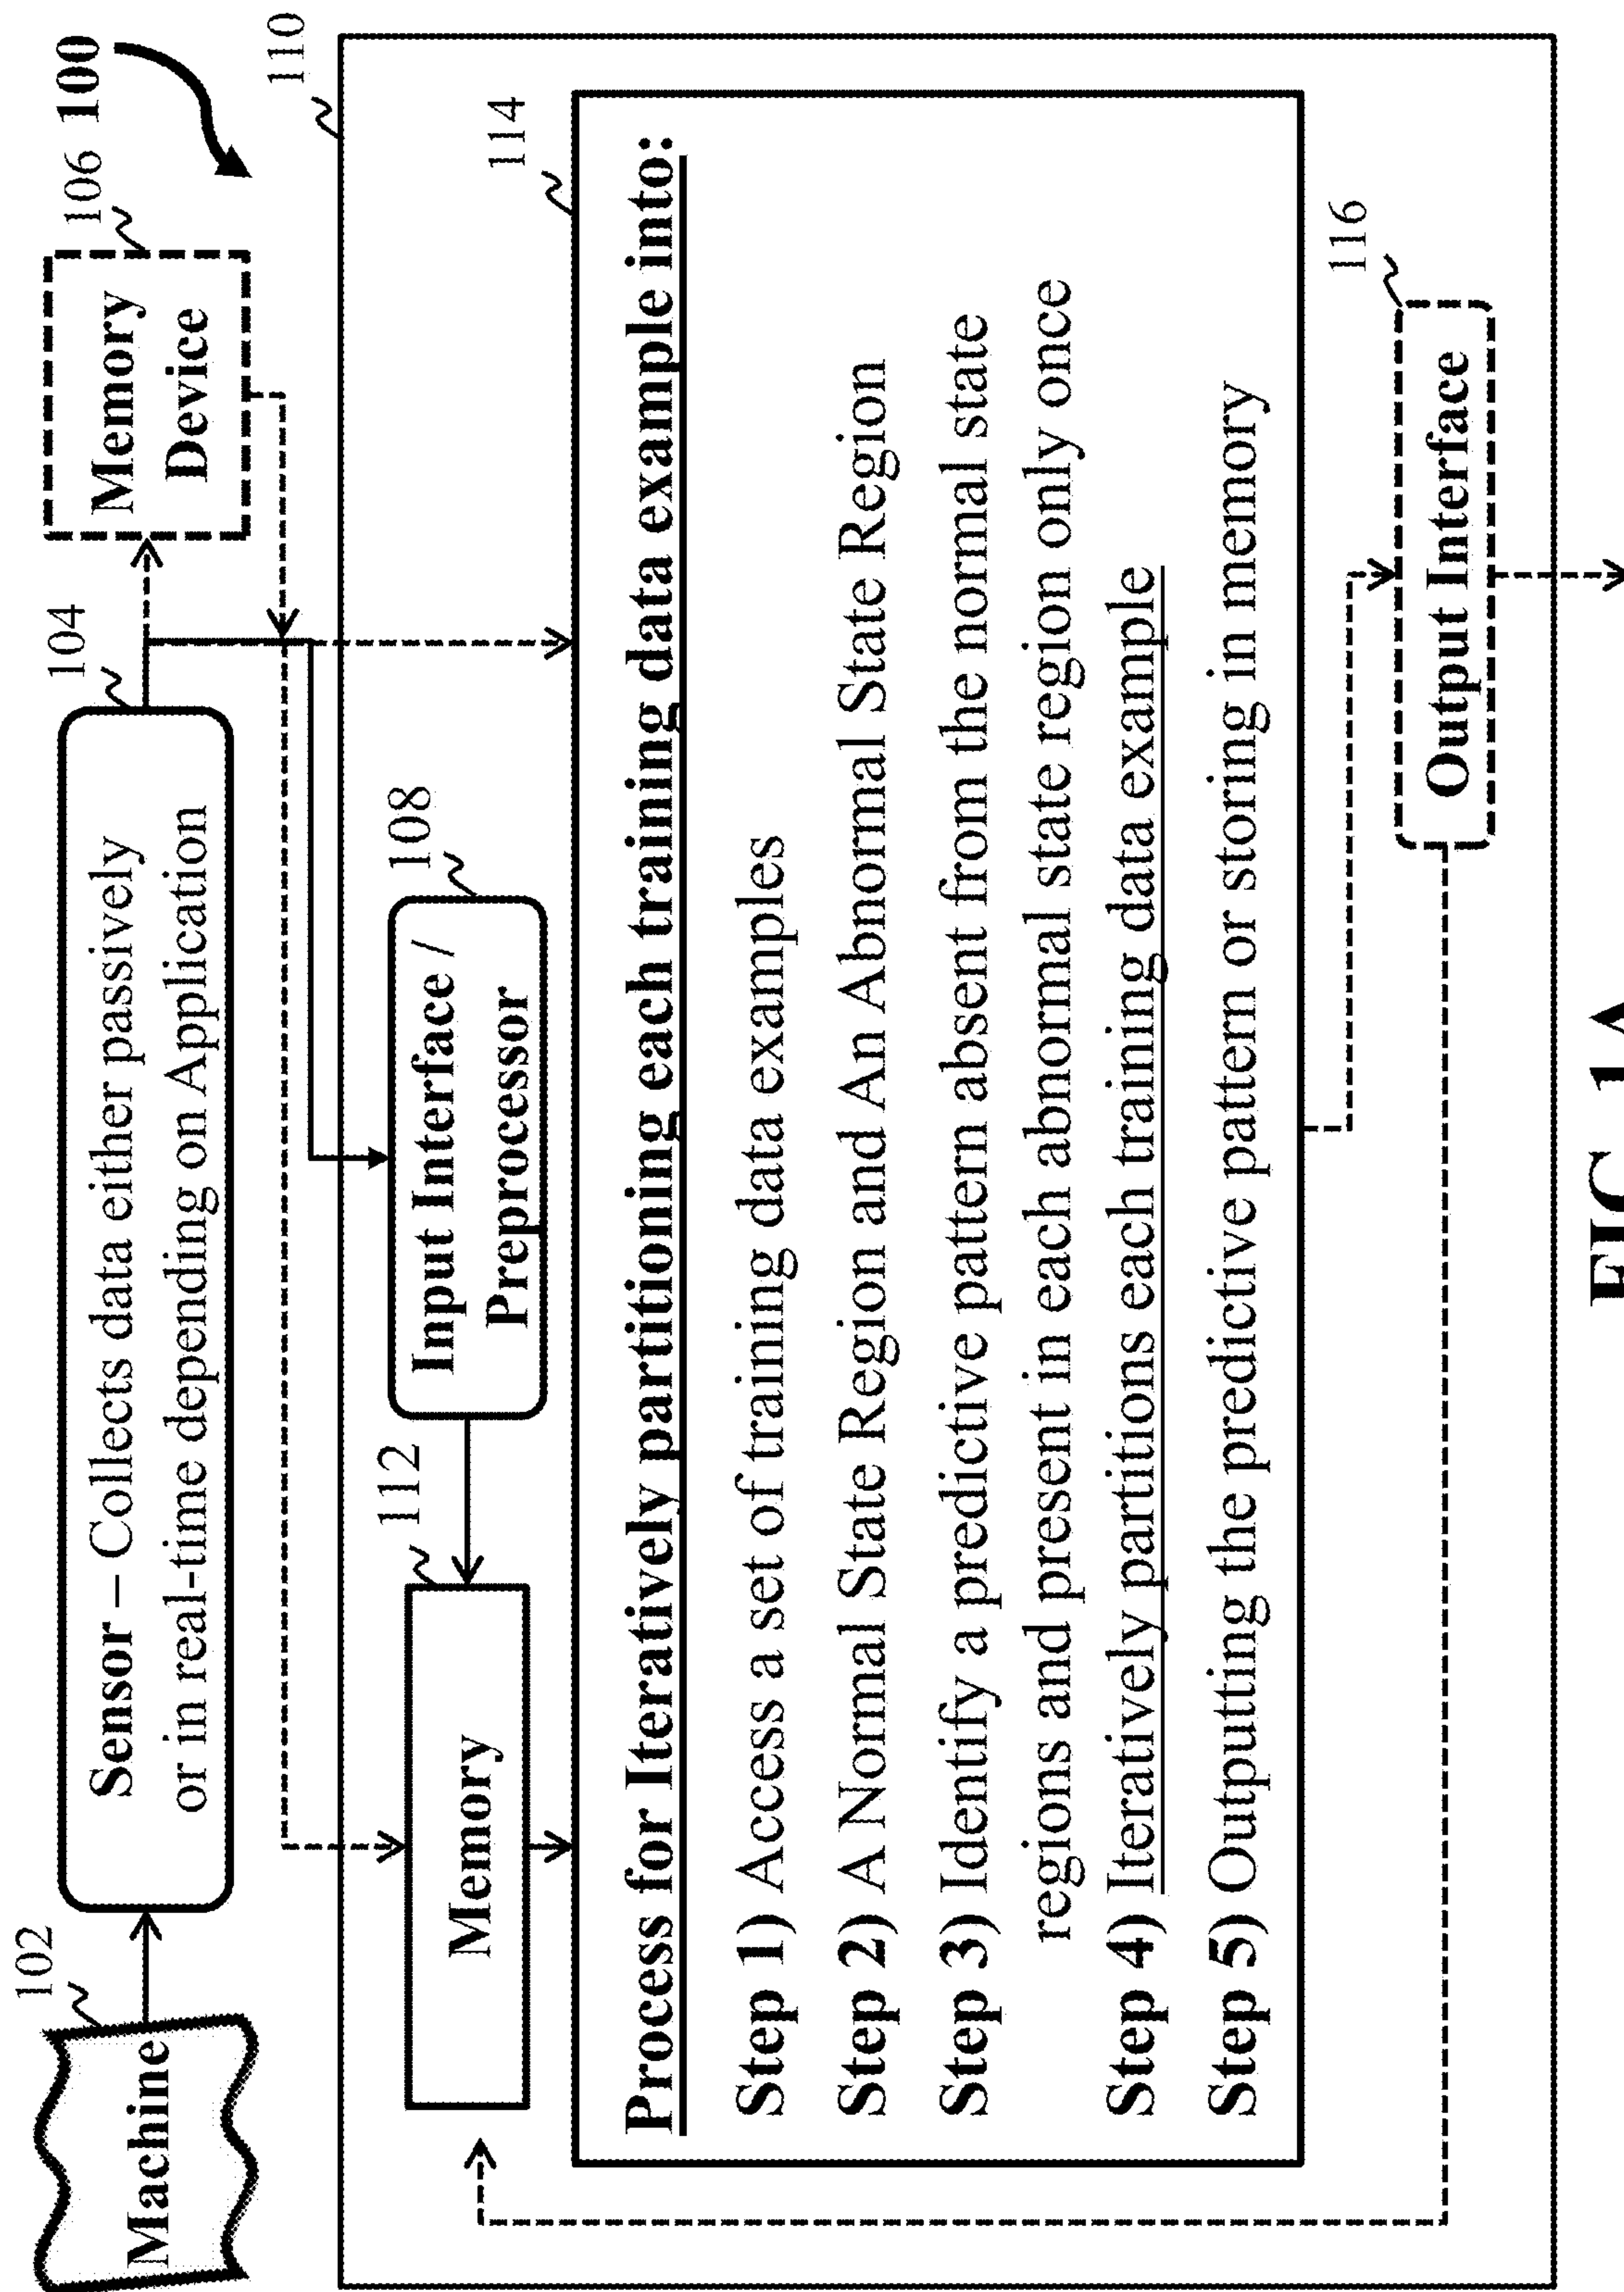 100
102
Machine
104
Sensor – Collects data either passively
or in real-time depending on Application
106
Memory
Device
110
112
Memory
108
Input Interface /
Preprocessor
114
Process for Iteratively partitioning each training data example into:
Step 1) Access a set of training data examples
Step 2) A Normal State Region and An Abnormal State Region
Step 3) Identify a predictive pattern absent from the normal state
regions and present in each abnormal state region only once
Step 4) Iteratively partitions each training data example
Step 5) Outputting the predictive pattern or storing in memory
116
Output Interface
FIG. 1A